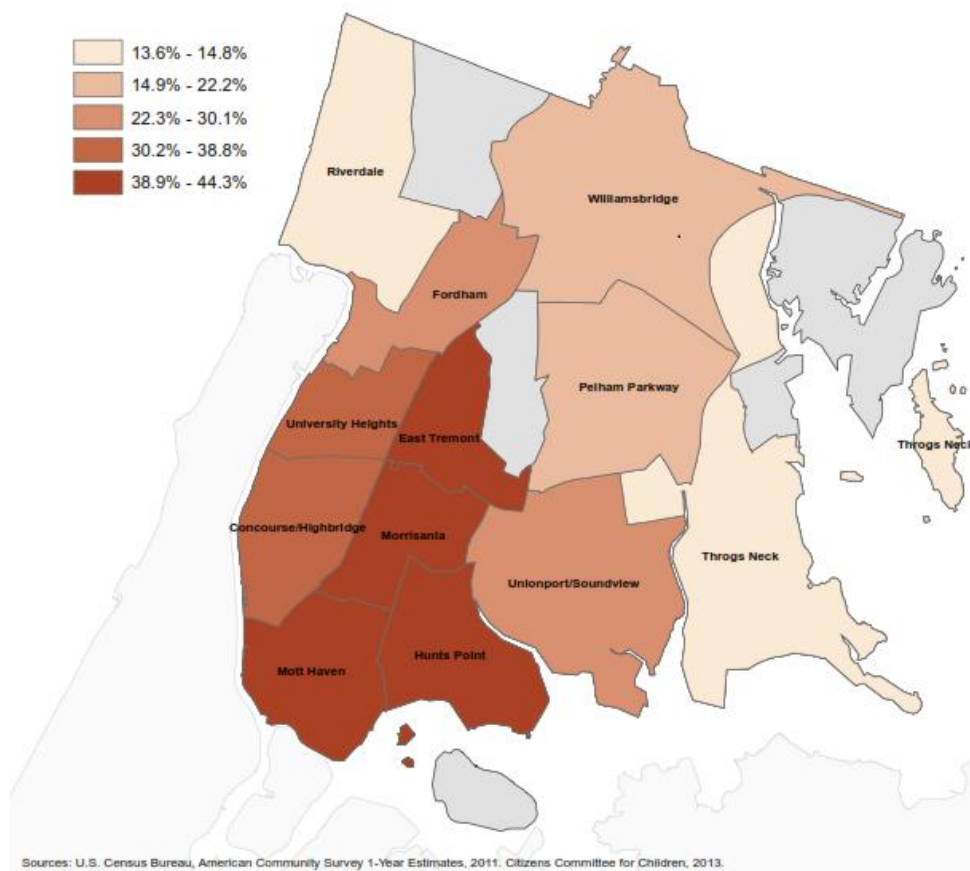 13.6% - 14.8%
14.9% - 22.2%
22.3% - 30.1%
30.2% - 38.8%
38.9% - 44.3%
Riverdale
Williamsbridge
Fordham
Pelham Parkway
University Heights
East Tremont
Throgs Neck
Concourse/Highbridge
Morrisania
Throgs Neck
Unionport/Soundview
Hunts Point
Mott Haven
Sources: U.S. Census Bureau, American Community Survey 1-Year Estimates, 2011. Citizens Committee for Children, 2013.